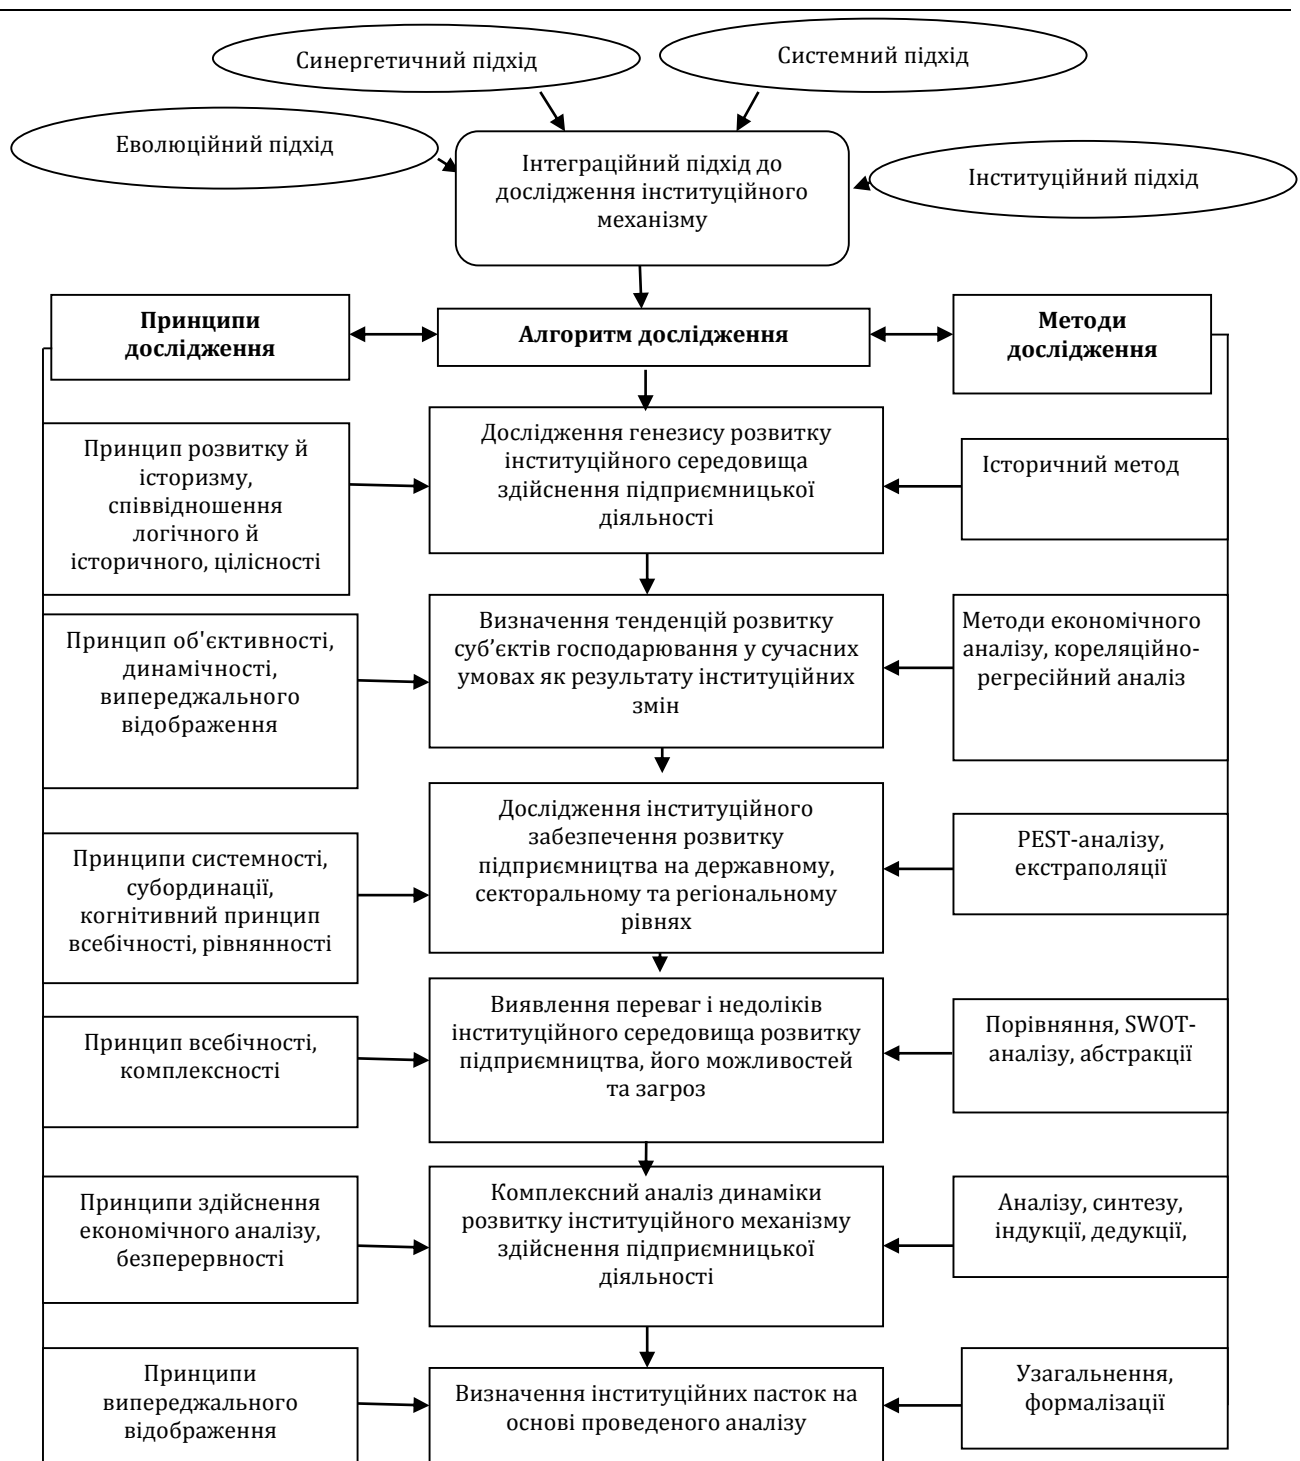 Синергетичний підхід
Системний підхід
Еволюційний підхід
Інтеграційний підхід до
дослідження інституційного
механізму
Інституційний підхід
Принципи
дослідження
Алгоритм дослідження
Методи
дослідження
Принцип розвитку й
історизму,
співвідношення
логічного й
історичного, цілісності
Дослідження генезису розвитку
інституційного середовища
здійснення підприємницької
діяльності
Історичний метод
Принцип об'єктивності,
динамічності,
випереджального
відображення
Визначення тенденцій розвитку
суб’єктів господарювання у сучасних
умовах як результату інституційних
змін
Методи економічного
аналізу, кореляційно-
регресійний аналіз
Принципи системності,
субординації,
когнітивний принцип
всебічності, рівнянності
Дослідження інституційного
забезпечення розвитку
підприємництва на державному,
секторальному та регіональному
рівнях
PEST-аналізу,
екстраполяції
Принцип всебічності,
комплексності
Виявлення переваг і недоліків
інституційного середовища розвитку
підприємництва, його можливостей
та загроз
Порівняння, SWOT-
аналізу, абстракції
Принципи здійснення
економічного аналізу,
безперервності
Комплексний аналіз динаміки
розвитку інституційного механізму
здійснення підприємницької
діяльності
Аналізу, синтезу,
індукції, дедукції,
Принципи
випереджального
відображення
Визначення інституційних пасток на
основі проведеного аналізу
Узагальнення,
формалізації